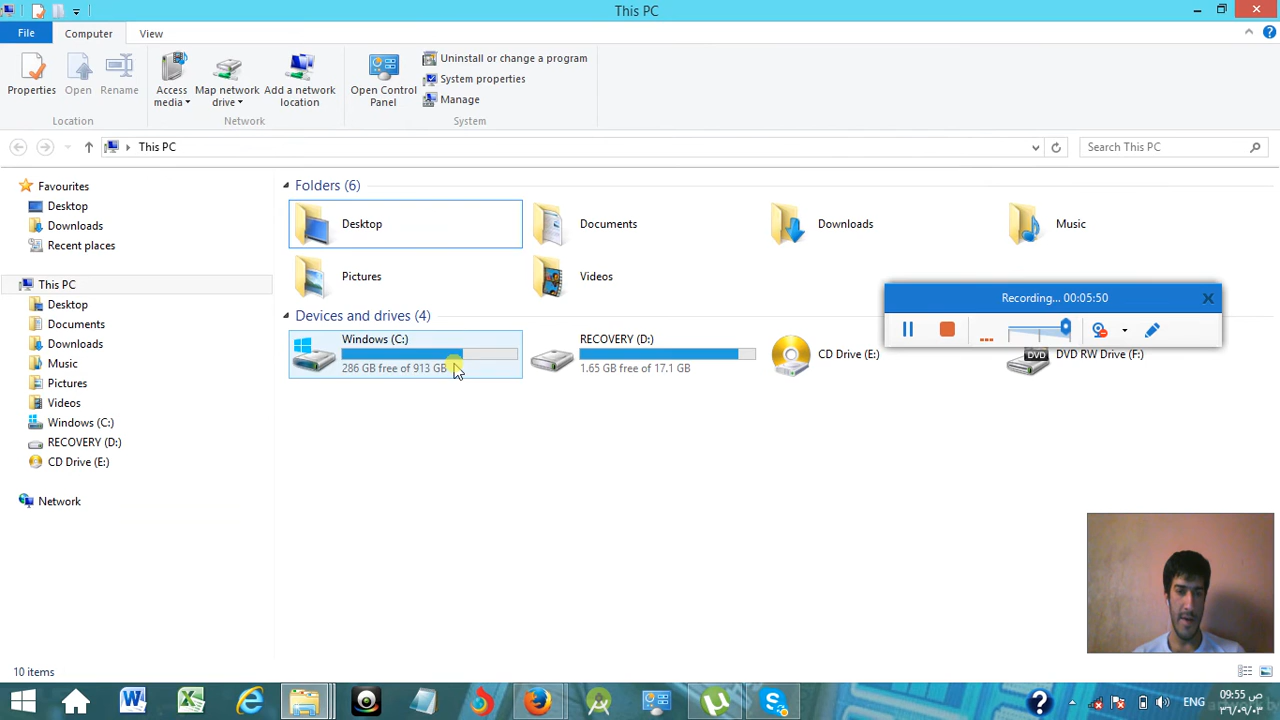 This PC
File
Computer
View
Properties
Open
Rename
Access media
Map network drive
Add a network location
Open Control Panel
Uninstall or change a program
System properties
Manage
Location
Network
System
This PC
Search This PC
Favourites
Desktop
Downloads
Recent places
This PC
Desktop
Documents
Downloads
Music
Pictures
Videos
Windows (C:)
RECOVERY (D:)
CD Drive (E:)
Network
Folders (6)
Desktop
Documents
Downloads
Music
Pictures
Videos
Devices and drives (4)
Windows (C:)
286 GB free of 913 GB
RECOVERY (D:)
1.65 GB free of 17.1 GB
CD Drive (E:)
DVD RW Drive (F:)
Recording... 00:05:50
10 items
ENG
09:55 ص
٣٦/٠٩/٠٣